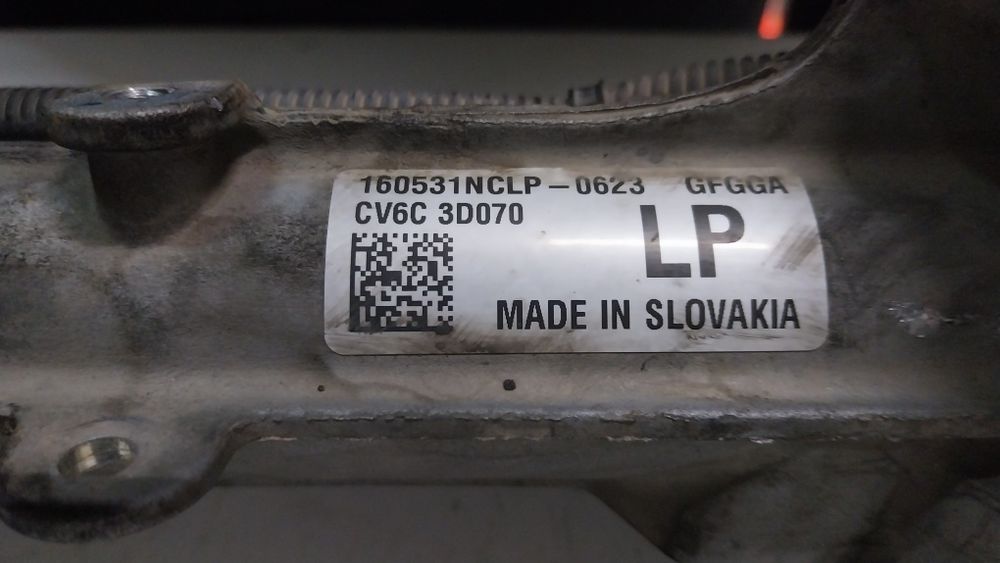 160531NCLP-0623 GFGGA
CV6C 3D070
LP
MADE IN SLOVAKIA